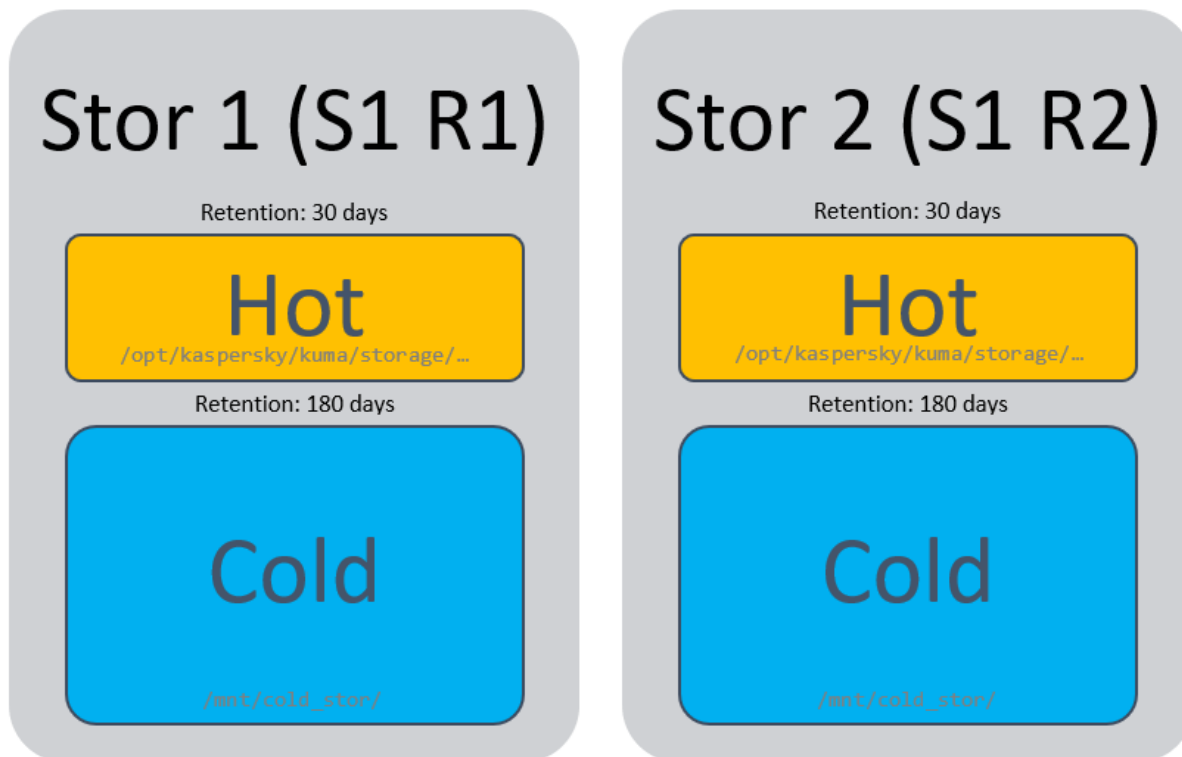 Stor 1 (S1 R1)
Retention: 30 days
Hot
/opt/kaspersky/kuma/storage/…
Retention: 180 days
Cold
/mnt/cold_stor/
Stor 2 (S1 R2)
Retention: 30 days
Hot
/opt/kaspersky/kuma/storage/…
Retention: 180 days
Cold
/mnt/cold_stor/